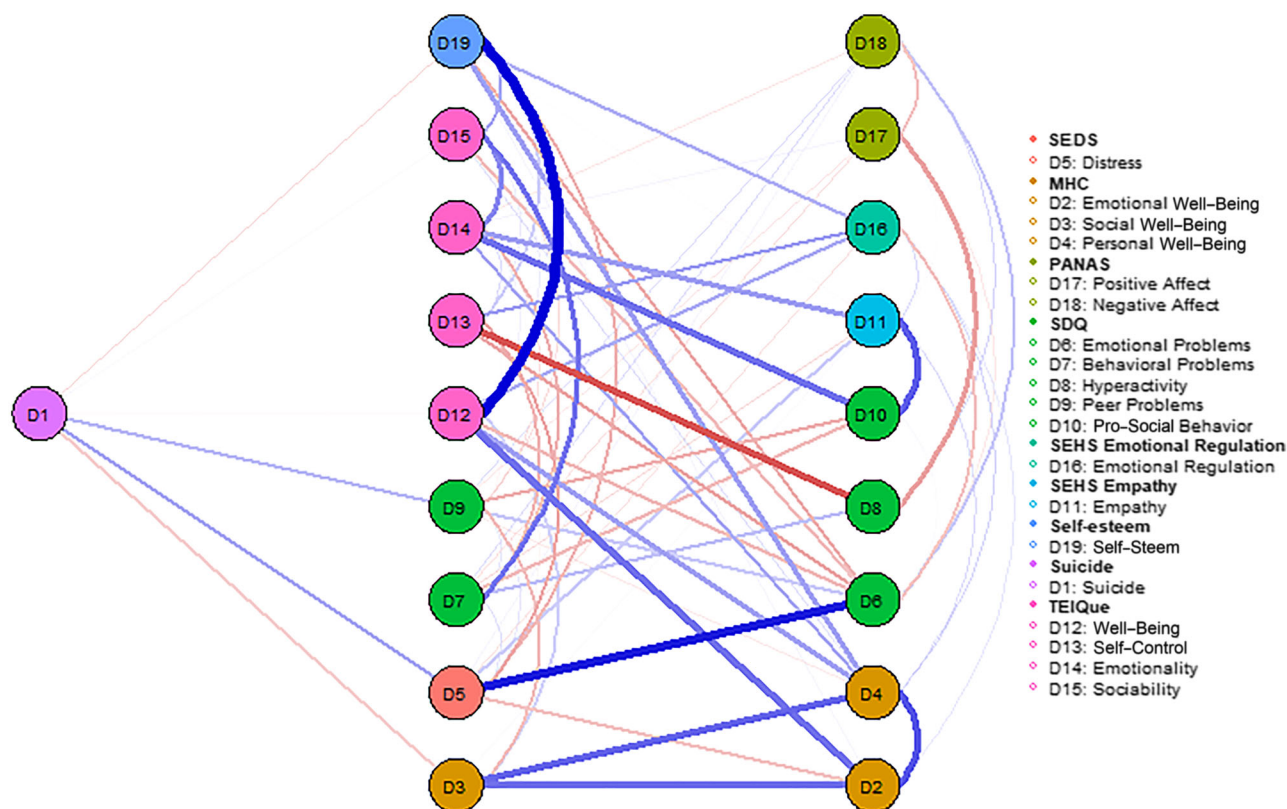 D19
D18
D15
D17
D14
D16
D13
D11
D1
D12
D10
D9
D8
D7
D6
D5
D4
D3
D2
SEDS
D5: Distress
MHC
D2: Emotional Well-Being
D3: Social Well-Being
D4: Personal Well-Being
PANAS
D17: Positive Affect
D18: Negative Affect
SDQ
D6: Emotional Problems
D7: Behavioral Problems
D8: Hyperactivity
D9: Peer Problems
D10: Pro-Social Behavior
SEHS Emotional Regulation
D16: Emotional Regulation
SEHS Empathy
D11: Empathy
Self-esteem
D19: Self-Steem
Suicide
D1: Suicide
TEIQue
D12: Well-Being
D13: Self-Control
D14: Emotionality
D15: Sociability